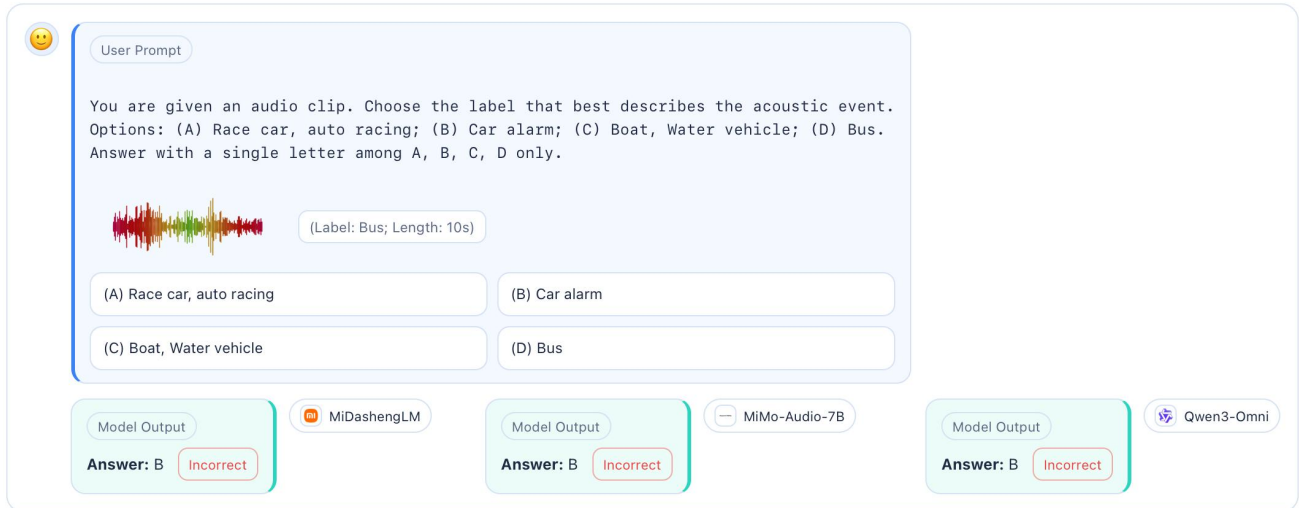 User Prompt
You are given an audio clip. Choose the label that best describes the acoustic event.
Options: (A) Race car, auto racing; (B) Car alarm; (C) Boat, Water vehicle; (D) Bus.
Answer with a single letter among A, B, C, D only.
(Label: Bus; Length: 10s)
(A) Race car, auto racing
(B) Car alarm
(C) Boat, Water vehicle
(D) Bus
Model Output
MiDashengLM
Answer: B Incorrect
Model Output
MiMo-Audio-7B
Answer: B Incorrect
Model Output
Qwen3-Omni
Answer: B Incorrect